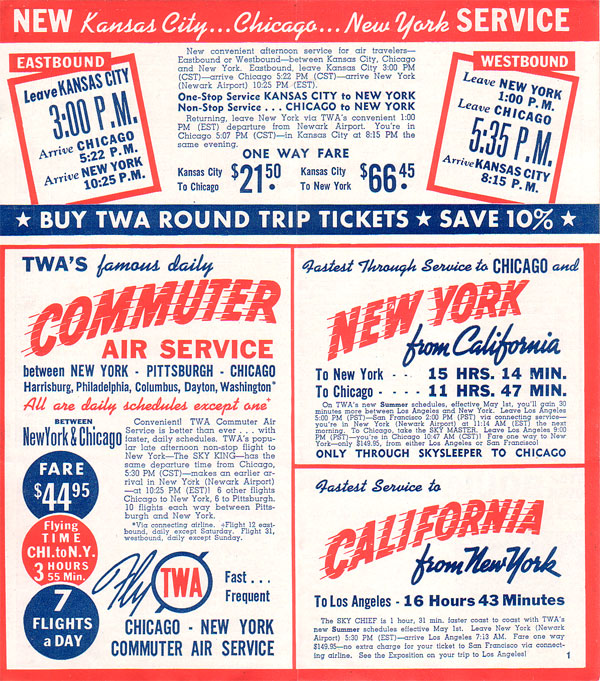 NEW Kansas City...Chicago...New York SERVICE
EASTBOUND
Leave KANSAS CITY
3:00 P.M.
Arrive CHICAGO
5:22 P.M.
Arrive NEW YORK
10:25 P.M.
New convenient afternoon service for air travelers—
Eastbound or Westbound—between Kansas City, Chicago
and New York. Eastbound, leave Kansas City 3:00 PM
(CST)—arrive Chicago 5:22 PM (CST)—arrive New York
(Newark Airport) 10:25 PM (EST).
One-Stop Service KANSAS CITY to NEW YORK
Non-Stop Service . . . CHICAGO to NEW YORK
Returning, leave New York via TWA's convenient 1:00
PM (EST) departure from Newark Airport. You're in
Chicago 5:07 PM (CST)—in Kansas City at 8:15 PM the
same evening.
ONE WAY FARE
Kansas City
To Chicago
$21.50
Kansas City
To New York
$66.45
WESTBOUND
Leave NEW YORK
1:00 P.M.
Leave CHICAGO
5:35 P.M.
Arrive KANSAS CITY
8:15 P.M.
★ BUY TWA ROUND TRIP TICKETS ★ SAVE 10% ★
TWA'S famous daily
COMMUTER
AIR SERVICE
between NEW YORK - PITTSBURGH - CHICAGO
Harrisburg, Philadelphia, Columbus, Dayton, Washington*
All are daily schedules except one+
BETWEEN
New York & Chicago
FARE
$44.95
Flying
TIME
CHI. to N.Y.
3 HOURS
55 Min.
7
FLIGHTS
a DAY
Convenient! TWA Commuter Air
Service is better than ever . . . with
faster, daily schedules. TWA's popu-
lar late afternoon non-stop flight to
New York—The SKY KING—has the
same departure time from Chicago,
5:30 PM (CST)—makes an earlier ar-
rival in New York (Newark Airport)
—at 10:25 PM (EST)! 6 other flights
Chicago to New York, 6 to Pittsburgh.
10 flights each way between Pitts-
burgh and New York.
*Via connecting airline. +Flight 12 east-
bound, daily except Saturday. Flight 31,
westbound, daily except Sunday.
Fly TWA
Fast . . .
Frequent
CHICAGO - NEW YORK
COMMUTER AIR SERVICE
Fastest Through Service to CHICAGO and
NEW YORK
from California
To New York - - - 15 HRS. 14 MIN.
To Chicago - - - 11 HRS. 47 MIN.
On TWA's new Summer schedules, effective May 1st, you'll gain 30
minutes more between Los Angeles and New York. Leave Los Angeles
5:00 PM (PST)—San Francisco 2:00 PM (PST) via connecting service—
you're in New York (Newark Airport) at 11:14 AM (EST) the next
morning. To Chicago, take the SKY MASTER. Leave Los Angeles 9:00
PM (PST)—you're in Chicago 10:47 AM (CST)! Fare one way to New
York—only $149.95, from either Los Angeles or San Francisco!
ONLY THROUGH SKYSLEEPER TO CHICAGO
Fastest Service to
CALIFORNIA
from New York
To Los Angeles - 16 Hours 43 Minutes
The SKY CHIEF is 1 hour, 31 min. faster coast to coast with TWA's
new Summer schedules effective May 1st. Leave New York (Newark
Airport) 5:30 PM (EST)—arrive Los Angeles 7:13 AM. Fare one way
$149.95—no extra charge for your ticket to San Francisco via connect-
ing airline. See the Exposition on your trip to Los Angeles!
1